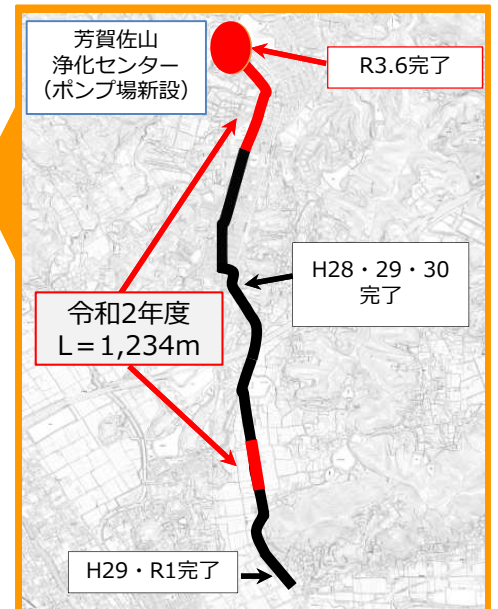 芳賀佐山
浄化センター
（ポンプ場新設）
R3.6完了
H28・29・30
完了
令和2年度
L＝1,234m
H29・R1完了